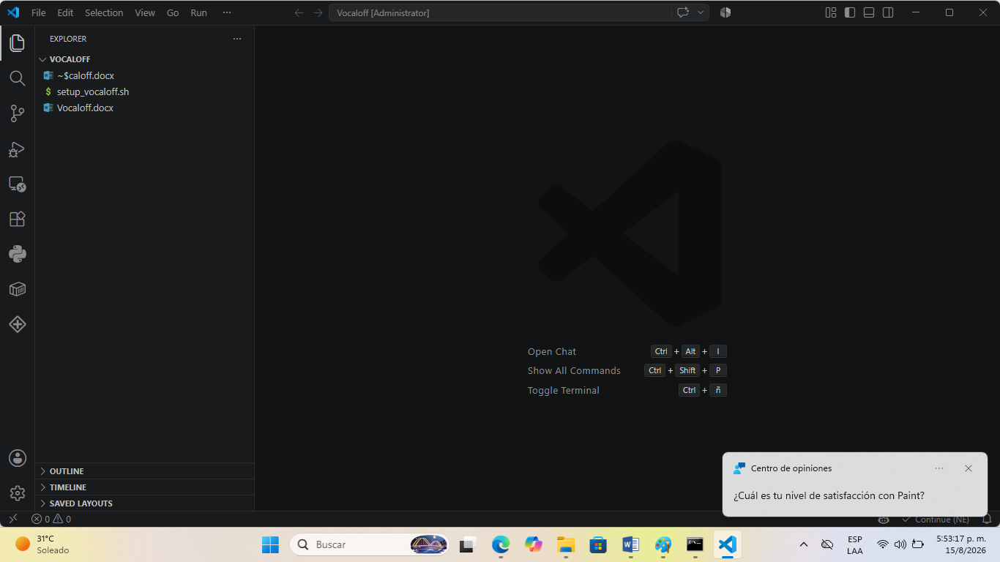 File Edit Selection View Go Run ···
Vocaloff [Administrator]
EXPLORER
VOCALOFF
~$caloff.docx
$ setup_vocaloff.sh
Vocaloff.docx
Open Chat Ctrl + Alt + I
Show All Commands Ctrl + Shift + P
Toggle Terminal Ctrl + ñ
OUTLINE
TIMELINE
SAVED LAYOUTS
Centro de opiniones
¿Cuál es tu nivel de satisfacción con Paint?
0 0
Continue (NE)
31°C
Soleado
Buscar
ESP
LAA
5:53:17 p. m.
15/8/2026